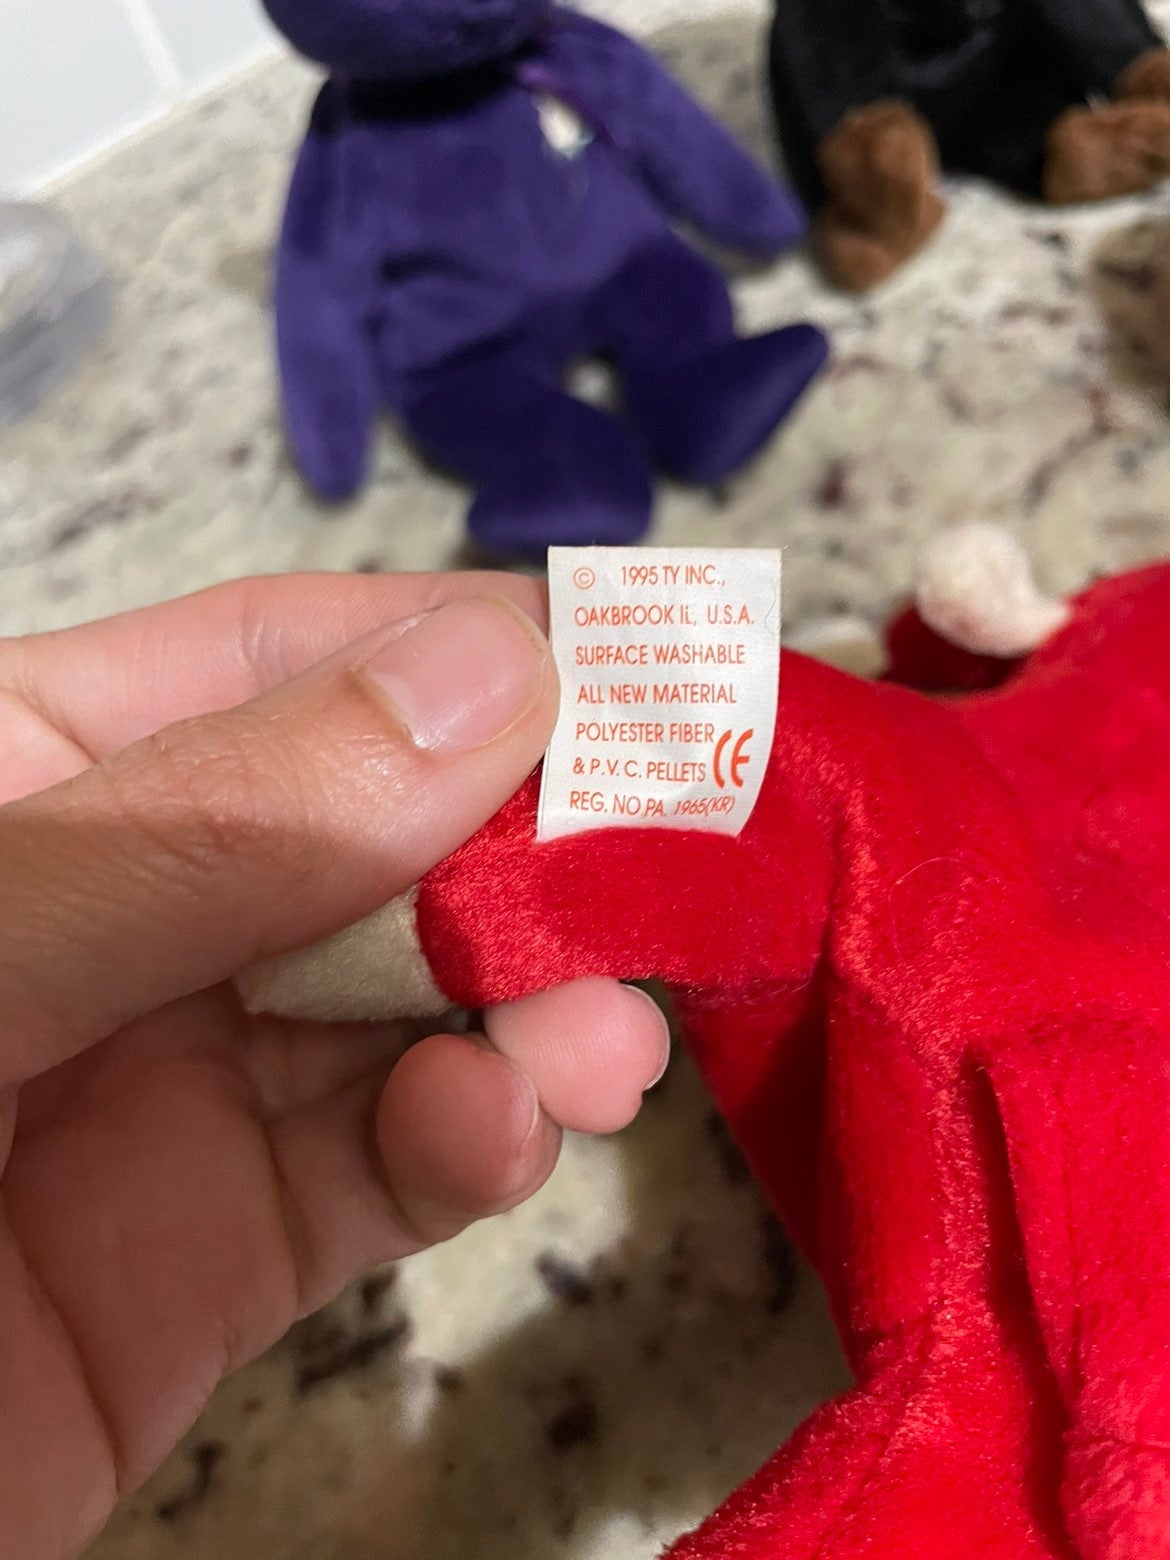 © 1995 TY INC.,
OAKBROOK IL, U.S.A.
SURFACE WASHABLE
ALL NEW MATERIAL
POLYESTER FIBER
& P.V.C. PELLETS CE
REG. NO PA. 1965(KR)